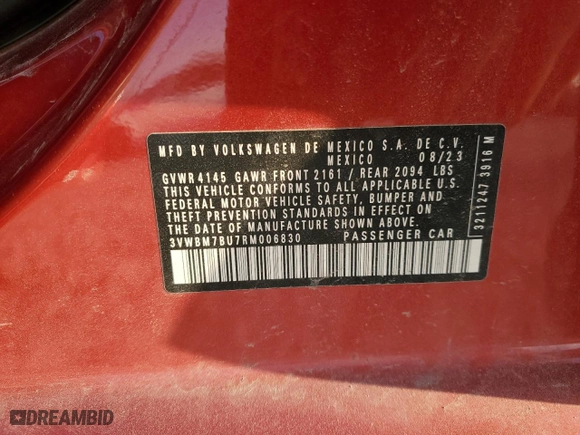 MFD BY VOLKSWAGEN DE MEXICO S.A. DE C.V.
MEXICO 08/23
GVWR 4145 GAWR FRONT 2161 / REAR 2094 LBS
THIS VEHICLE CONFORMS TO ALL APPLICABLE U.S.
FEDERAL MOTOR VEHICLE SAFETY, BUMPER AND
THEFT PREVENTION STANDARDS IN EFFECT ON
THE DATE OF MANUFACTURE SHOWN ABOVE.
3VWBM7BU7RM006830 PASSENGER CAR
3211247 3916 M
DREAMBID